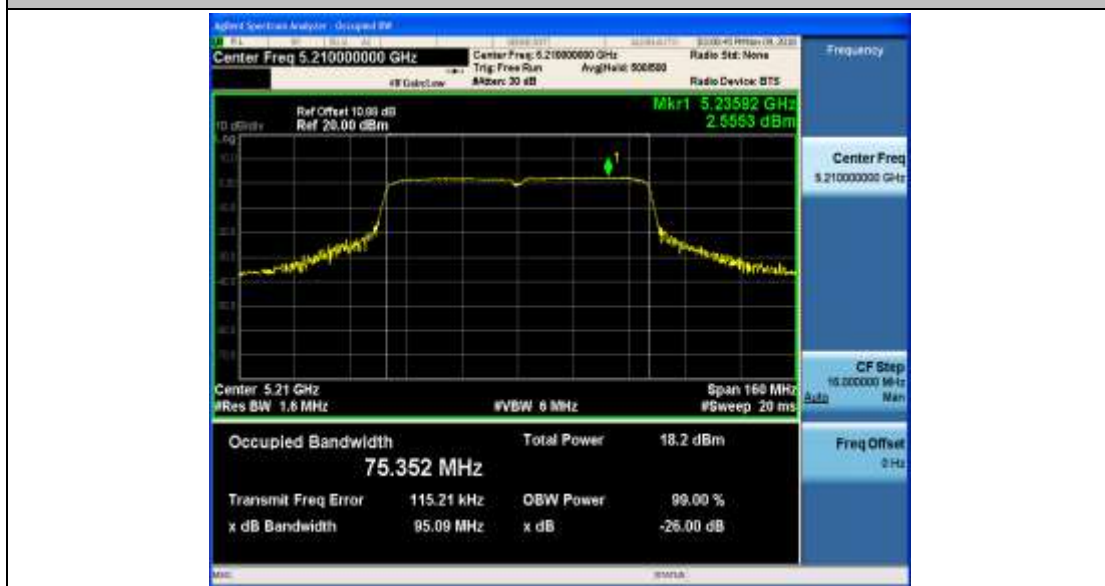 Agilent Spectrum Analyzer - Occupied BW
Center Freq 5.210000000 GHz
#IFGain:Low
Center Freq: 5.210000000 GHz
Trig: Free Run Avg|Hold: 500/500
#Atten: 30 dB
Radio Std: None
Radio Device: BTS
Frequency
Ref Offset 10.99 dB
10 dB/div Ref 20.00 dBm
Log
Mkr1 5.23592 GHz
2.5553 dBm
1
Center Freq
5.210000000 GHz
Center 5.21 GHz
Span 160 MHz
#Res BW 1.6 MHz
#VBW 6 MHz
#Sweep 20 ms
CF Step
16.000000 MHz
Auto Man
Occupied Bandwidth
75.352 MHz
Total Power 18.2 dBm
Freq Offset
0 Hz
Transmit Freq Error 115.21 kHz OBW Power 99.00 %
x dB Bandwidth 95.09 MHz x dB -26.00 dB
MSG
STATUS